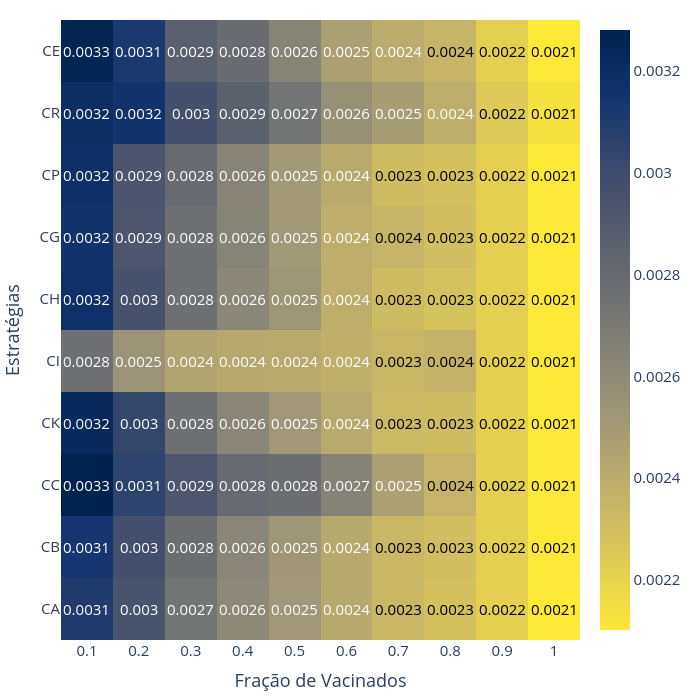 CE 0.0033 0.0031 0.0029 0.0028 0.0026 0.0025 0.0024 0.0024 0.0022 0.0021
CR 0.0032 0.0032 0.003 0.0029 0.0027 0.0026 0.0025 0.0024 0.0022 0.0021
CP 0.0032 0.0029 0.0028 0.0026 0.0025 0.0024 0.0023 0.0023 0.0022 0.0021
CG 0.0032 0.0029 0.0028 0.0026 0.0025 0.0024 0.0024 0.0023 0.0022 0.0021
CH 0.0032 0.003 0.0028 0.0026 0.0025 0.0024 0.0023 0.0023 0.0022 0.0021
CI 0.0028 0.0025 0.0024 0.0024 0.0024 0.0024 0.0023 0.0024 0.0022 0.0021
CK 0.0032 0.003 0.0028 0.0026 0.0025 0.0024 0.0023 0.0023 0.0022 0.0021
CC 0.0033 0.0031 0.0029 0.0028 0.0028 0.0027 0.0025 0.0024 0.0022 0.0021
CB 0.0031 0.003 0.0028 0.0026 0.0025 0.0024 0.0023 0.0023 0.0022 0.0021
CA 0.0031 0.003 0.0027 0.0026 0.0025 0.0024 0.0023 0.0023 0.0022 0.0021
0.1 0.2 0.3 0.4 0.5 0.6 0.7 0.8 0.9 1
Fração de Vacinados
Estratégias
0.0032
0.003
0.0028
0.0026
0.0024
0.0022